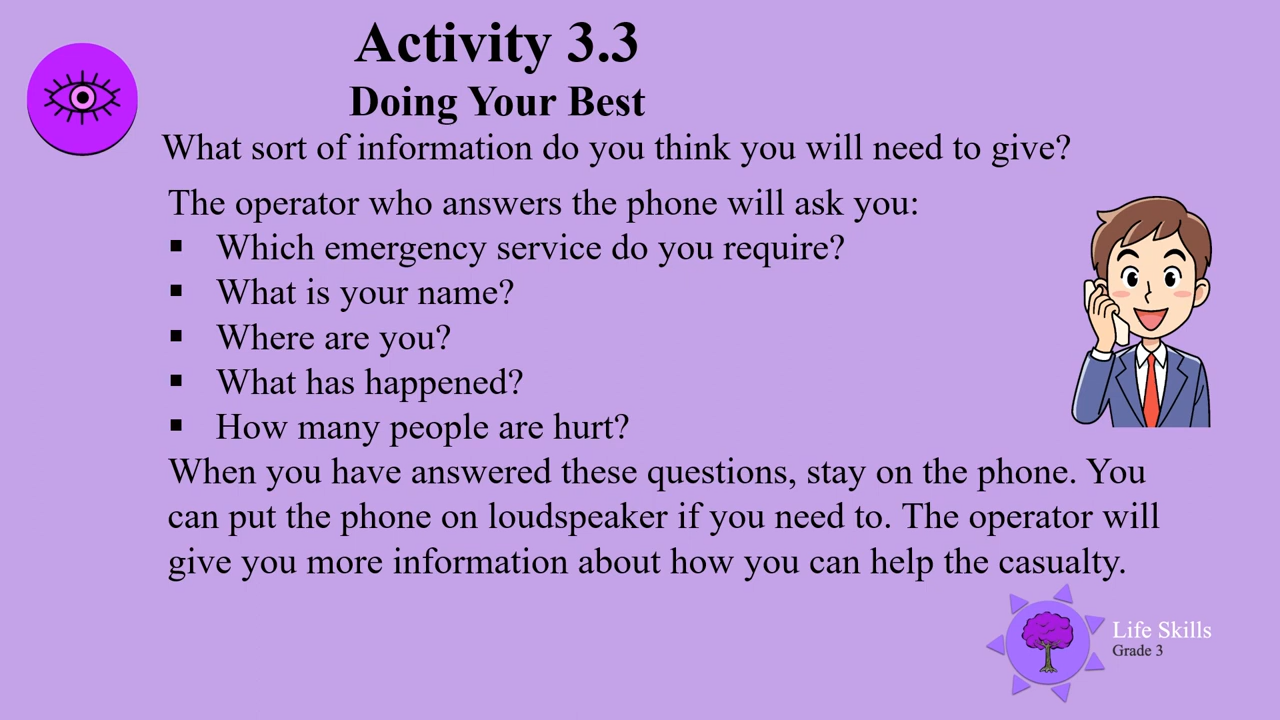 Activity 3.3
Doing Your Best
What sort of information do you think you will need to give?
The operator who answers the phone will ask you:
▪ Which emergency service do you require?
▪ What is your name?
▪ Where are you?
▪ What has happened?
▪ How many people are hurt?
When you have answered these questions, stay on the phone. You
can put the phone on loudspeaker if you need to. The operator will
give you more information about how you can help the casualty.
Life Skills
Grade 3